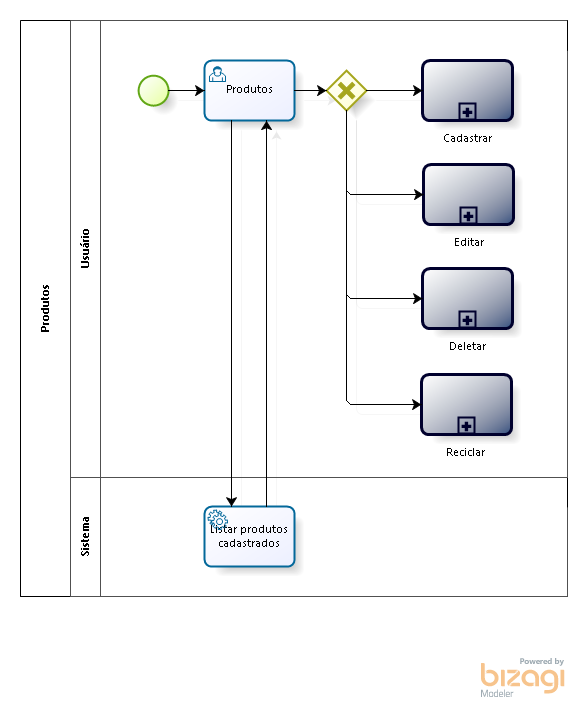 Produtos
Usuário
Produtos
Cadastrar
Editar
Deletar
Reciclar
Sistema
Listar produtos
cadastrados
Powered by
bizagi
Modeler